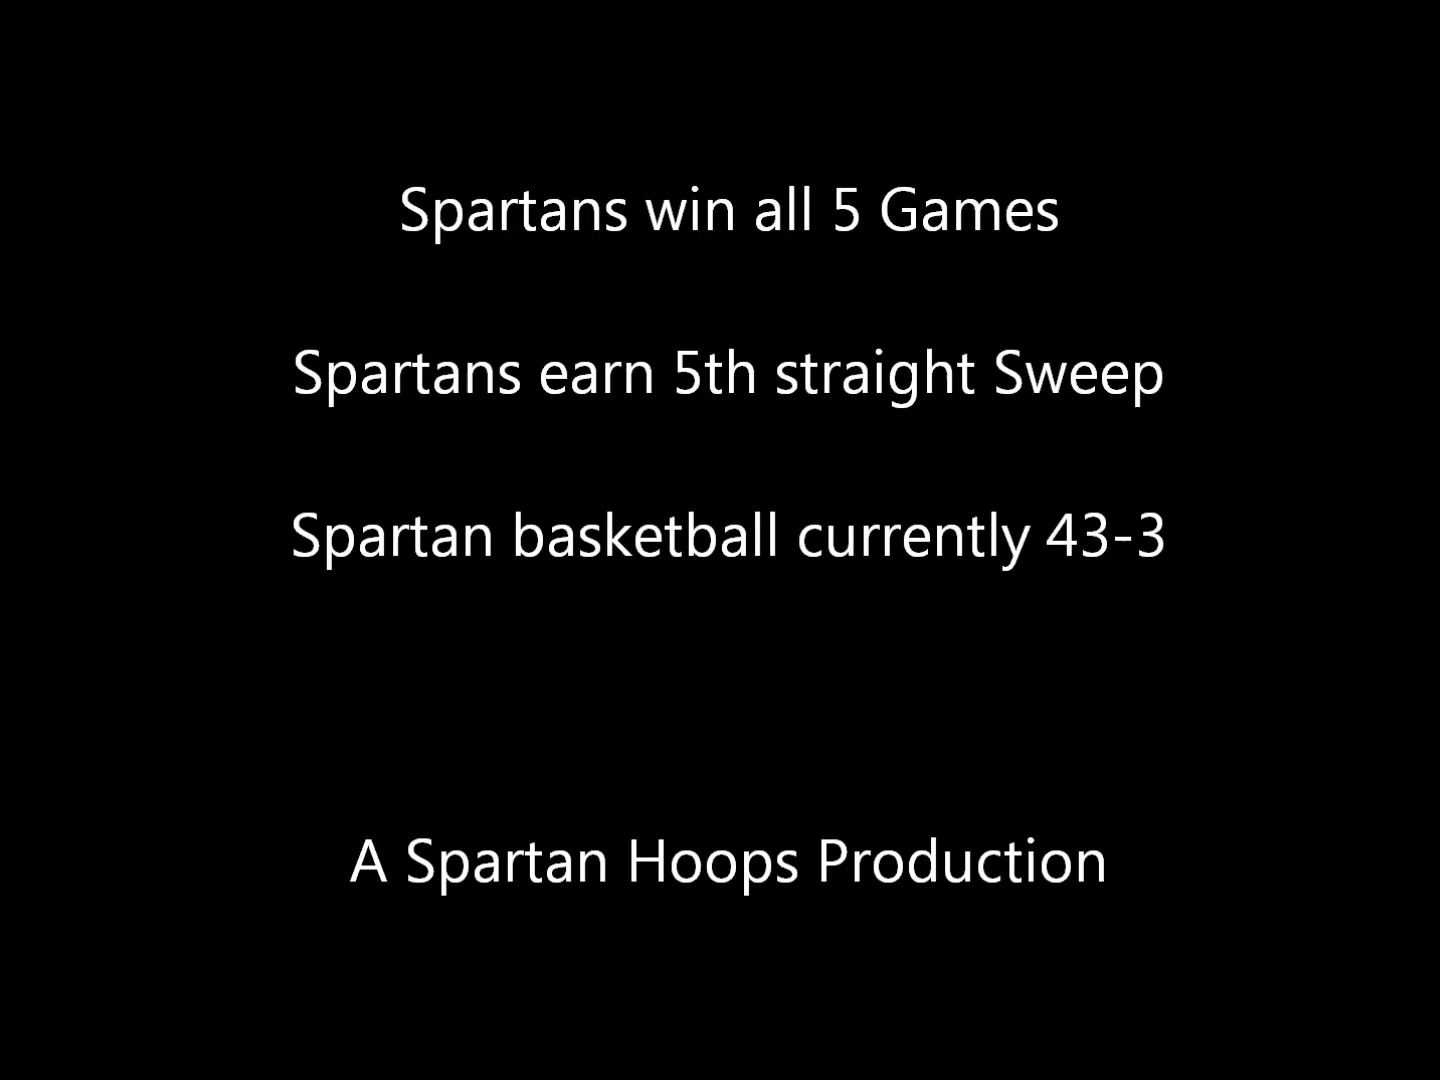 Spartans win all 5 Games
Spartans earn 5th straight Sweep
Spartan basketball currently 43-3
A Spartan Hoops Production